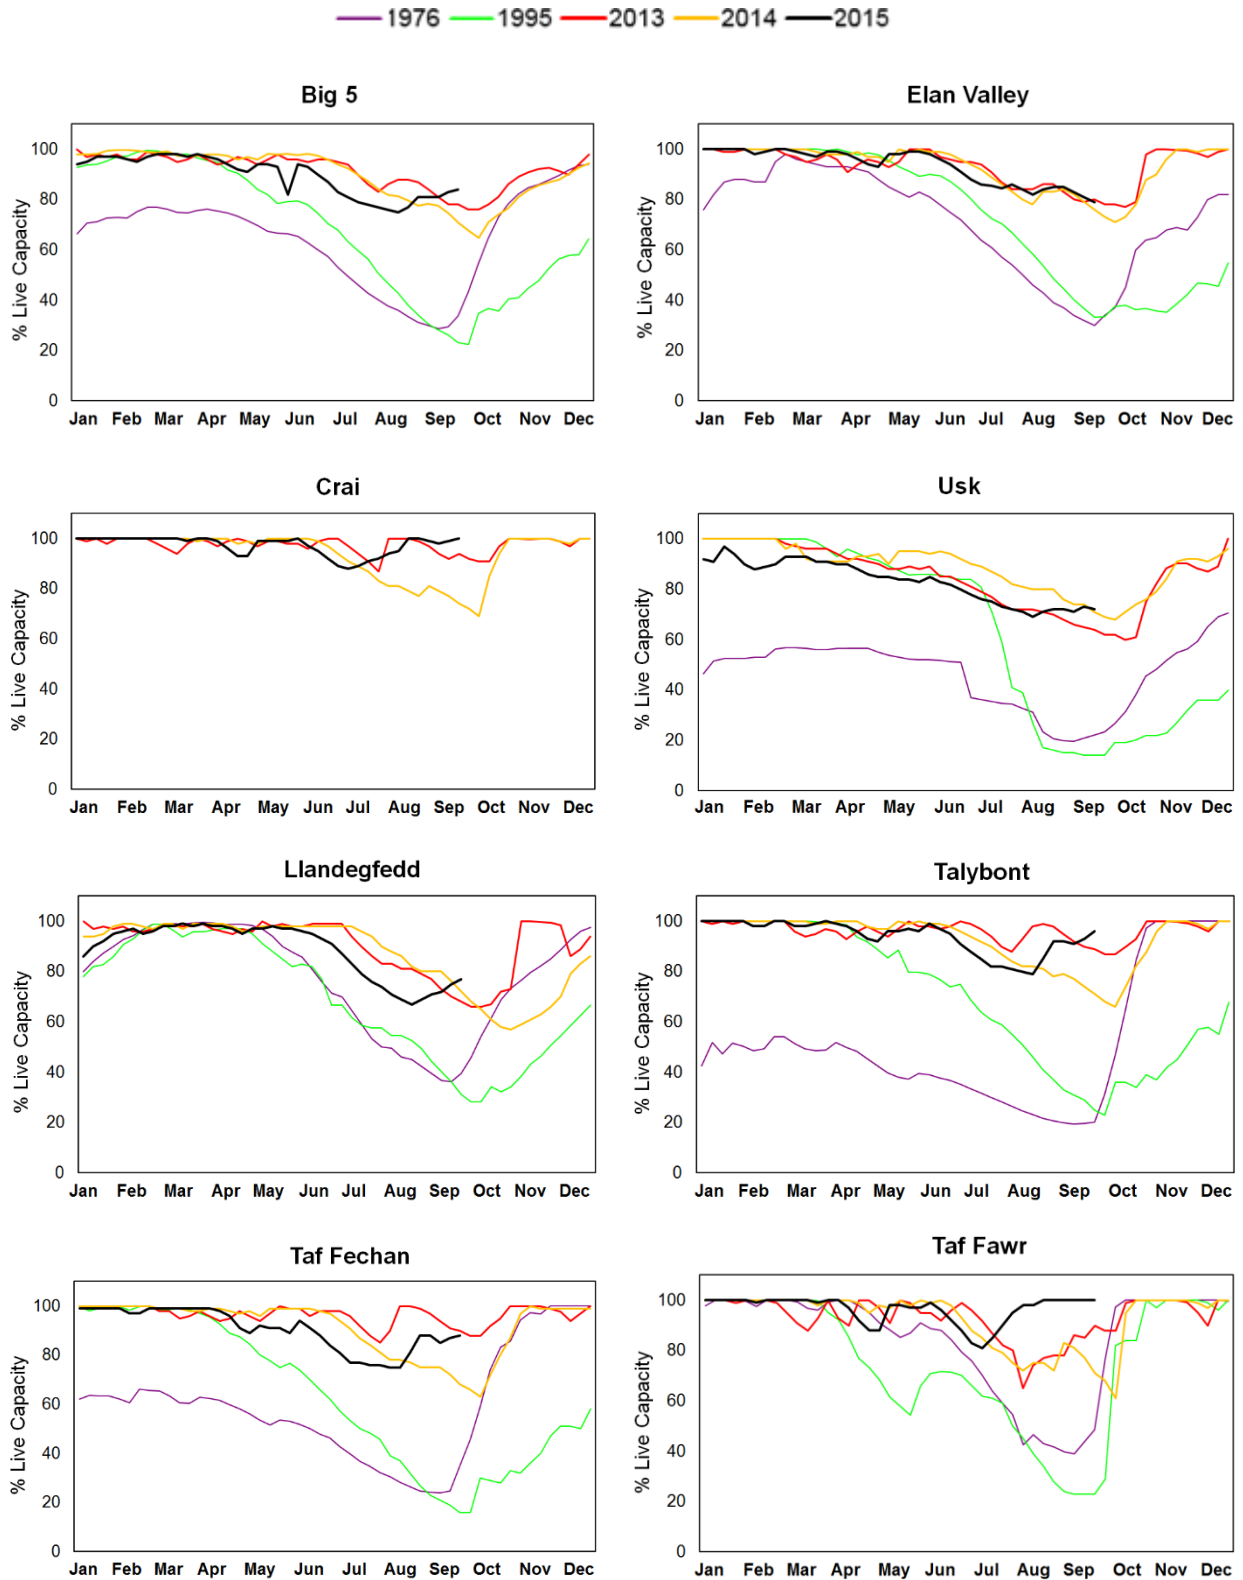 1976 1995 2013 2014 2015
Big 5
% Live Capacity
100
80
60
40
20
0
Jan Feb Mar Apr May Jun Jul Aug Sep Oct Nov Dec
Elan Valley
% Live Capacity
100
80
60
40
20
0
Jan Feb Mar Apr May Jun Jul Aug Sep Oct Nov Dec
Crai
% Live Capacity
100
80
60
40
20
0
Jan Feb Mar Apr May Jun Jul Aug Sep Oct Nov Dec
Usk
% Live Capacity
100
80
60
40
20
0
Jan Feb Mar Apr May Jun Jul Aug Sep Oct Nov Dec
Llandegfedd
% Live Capacity
100
80
60
40
20
0
Jan Feb Mar Apr May Jun Jul Aug Sep Oct Nov Dec
Talybont
% Live Capacity
100
80
60
40
20
0
Jan Feb Mar Apr May Jun Jul Aug Sep Oct Nov Dec
Taf Fechan
% Live Capacity
100
80
60
40
20
0
Jan Feb Mar Apr May Jun Jul Aug Sep Oct Nov Dec
Taf Fawr
% Live Capacity
100
80
60
40
20
0
Jan Feb Mar Apr May Jun Jul Aug Sep Oct Nov Dec